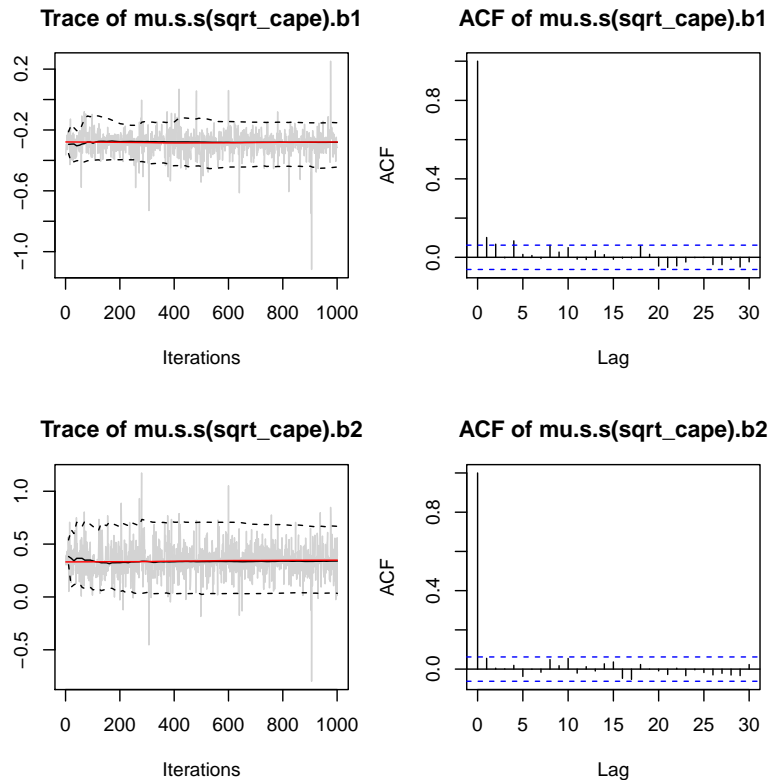 Trace of mu.s.s(sqrt_cape).b1
0.2
−0.2
−0.6
−1.0
0 200 400 600 800 1000
Iterations
ACF of mu.s.s(sqrt_cape).b1
0.8
0.4
0.0
ACF
0 5 10 15 20 25 30
Lag
Trace of mu.s.s(sqrt_cape).b2
1.0
0.5
0.0
−0.5
0 200 400 600 800 1000
Iterations
ACF of mu.s.s(sqrt_cape).b2
0.8
0.4
0.0
ACF
0 5 10 15 20 25 30
Lag